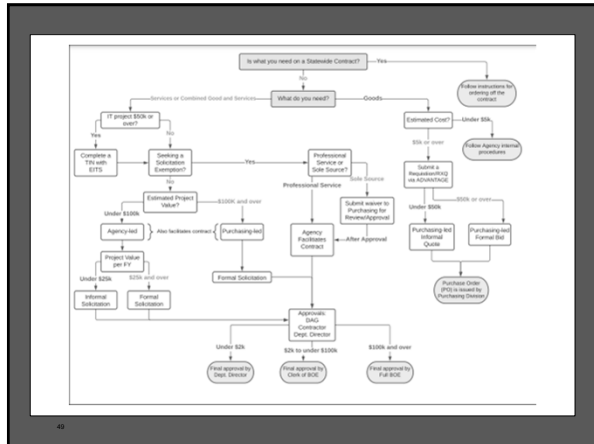 Is what you need on a Statewide Contract?
Yes
No
Follow instructions for
ordering off the
contract
Services or Combined Good and Services
What do you need?
Goods
IT project $50k or
over?
Estimated Cost?
Under $5k
Yes
No
$5k or over
Follow Agency internal
procedures
Complete a
TIN with
EITS
Seeking a
Solicitation
Exemption?
Yes
Professional
Service or
Sole Source?
Submit a
Requisition/RXQ
via ADVANTAGE
No
Professional Service
Sole Source
Estimated Project
Value?
$100K and over
Submit waiver to
Purchasing for
Review/Approval
$50k or over
Under $100k
Under $50k
Agency-led
Also facilitates contract
Purchasing-led
Agency
Facilitates
Contract
After Approval
Purchasing-led
Informal
Quote
Purchasing-led
Formal Bid
Project Value
per FY
Under $25k
$25k and over
Formal Solicitation
Purchase Order
(PO) is issued by
Purchasing Division
Informal
Solicitation
Formal
Solicitation
Approvals:
DAG
Contractor
Dept. Director
Under $2k
$2k to under $100k
$100k and over
Final approval by
Dept. Director
Final approval by
Clerk of BOE
Final approval by
Full BOE
49